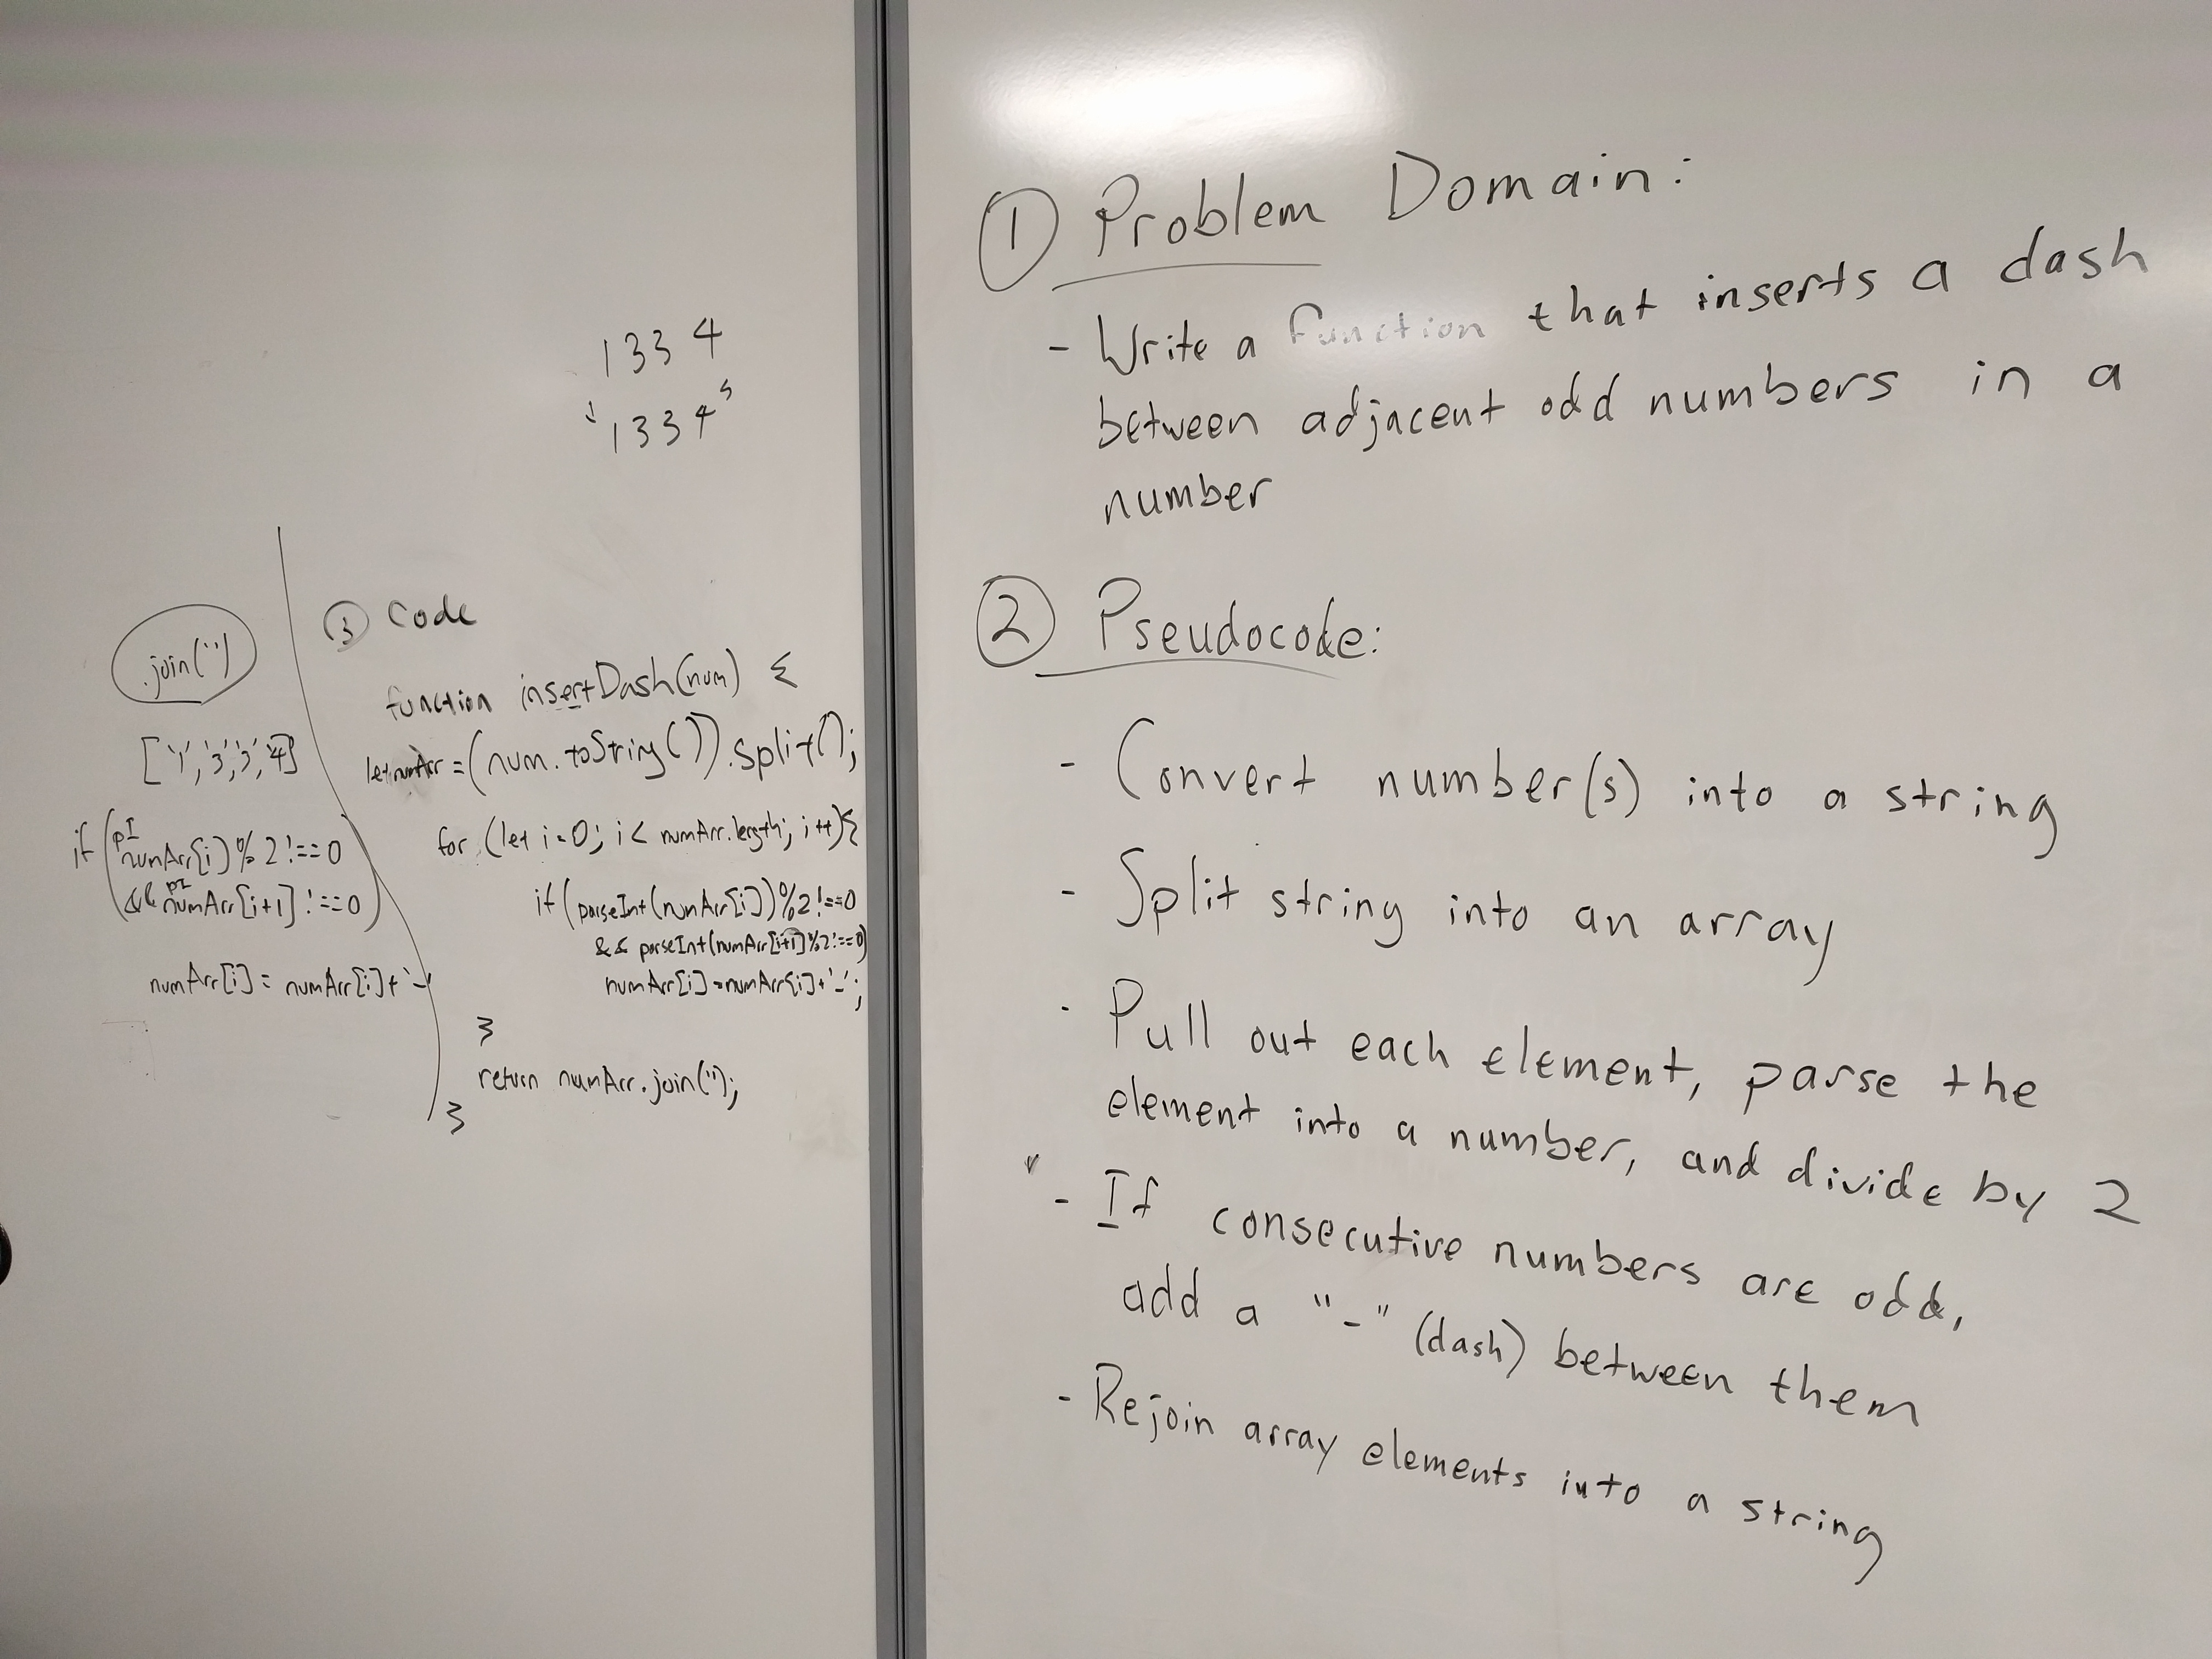 1334
'1334'
.join('')
['1','3','3','4']
if (pI numArr[i]) % 2 !== 0
&& pI numArr[i+1] !== 0)
numArr[i] = numArr[i] + '-'
③ Code
function insertDash(num) {
let numArr = (num.toString()).split('');
for (let i=0; i < numArr.length; i++){
if (parseInt(numArr[i])%2!==0
&& parseInt(numArr[i+1]%2!==0)
numArr[i]=numArr[i]+'-';
}
return numArr.join('');
}
① Problem Domain:
- Write a function that inserts a dash
between adjacent odd numbers in a
number
② Pseudocode:
- Convert number(s) into a string
- Split string into an array
- Pull out each element, parse the
element into a number, and divide by 2
- If consecutive numbers are odd,
add a "-" (dash) between them
- Rejoin array elements into a string